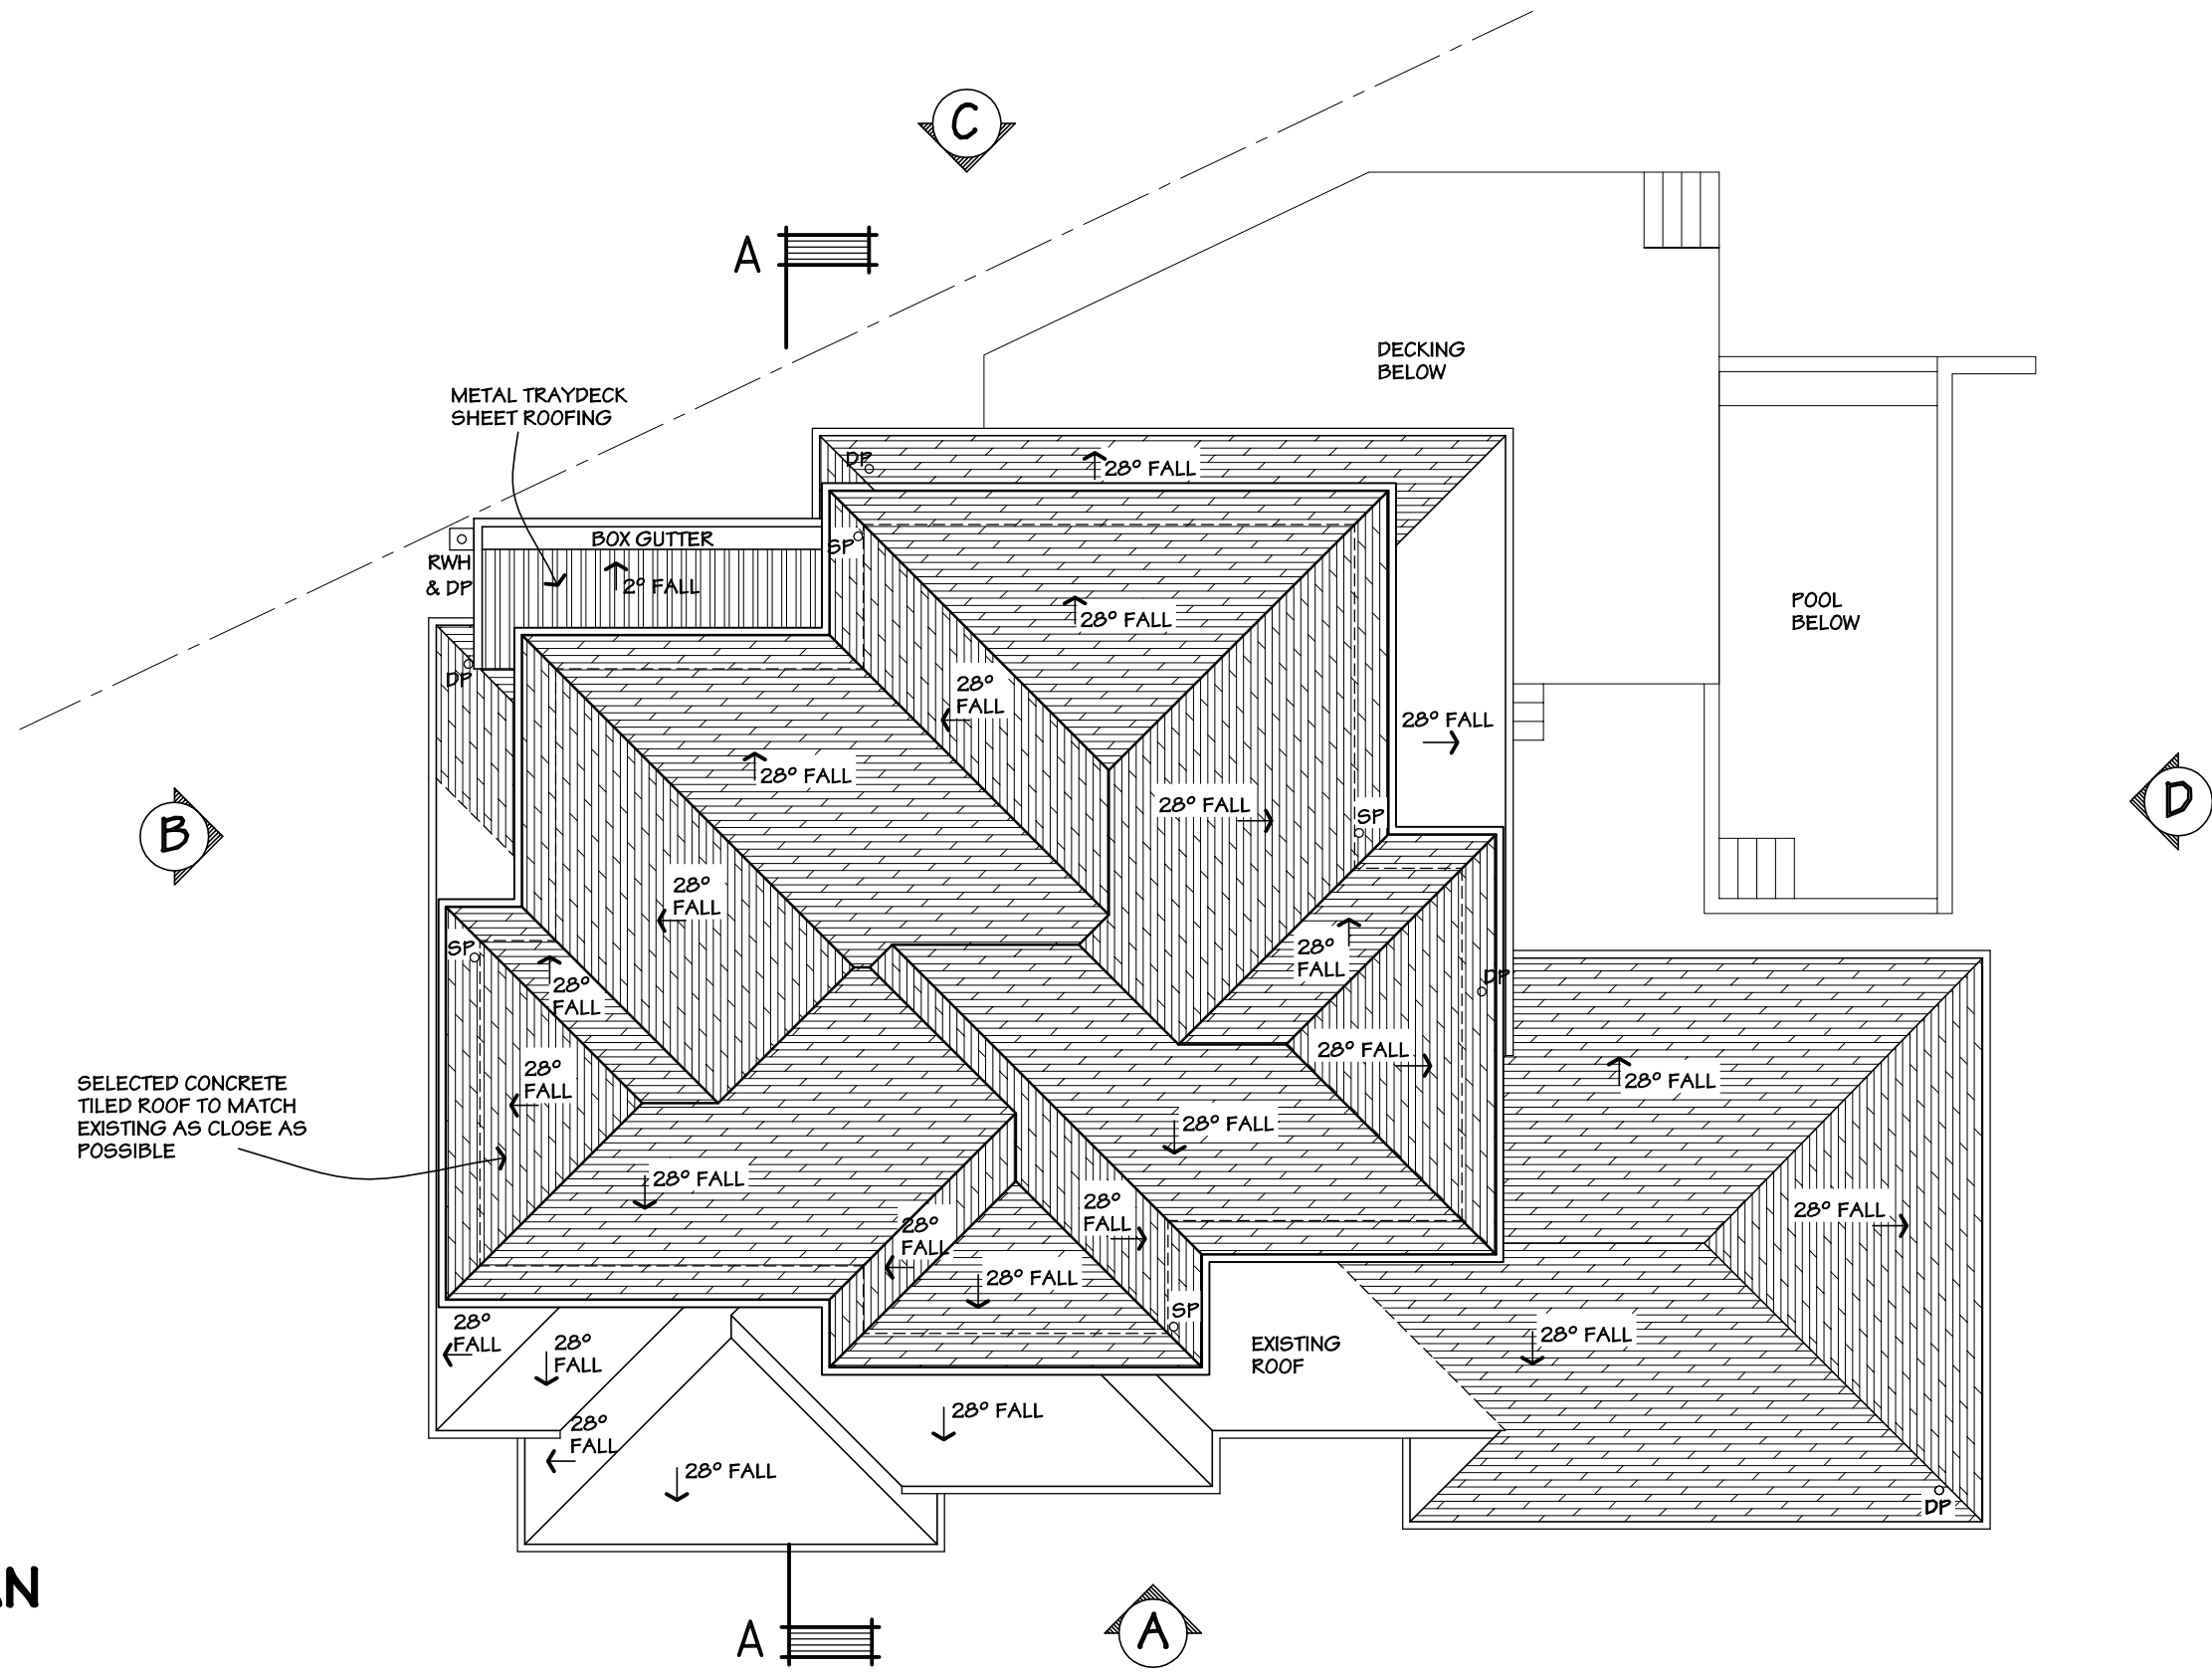 C
A
DECKING
BELOW
METAL TRAYDECK
SHEET ROOFING
DP
28° FALL
BOX GUTTER
SP
RWH
& DP
2° FALL
28° FALL
POOL
BELOW
DP
28°
FALL
28° FALL
28° FALL
28° FALL
SP
D
B
28°
FALL
SP
28°
FALL
28°
FALL
DP
28° FALL
28°
FALL
28° FALL
SELECTED CONCRETE
TILED ROOF TO MATCH
EXISTING AS CLOSE AS
POSSIBLE
28° FALL
28° FALL
28°
FALL
28° FALL
28°
FALL
28° FALL
SP
28°
FALL
28°
FALL
EXISTING
ROOF
28° FALL
28°
FALL
28° FALL
28° FALL
DP
AN
A
A